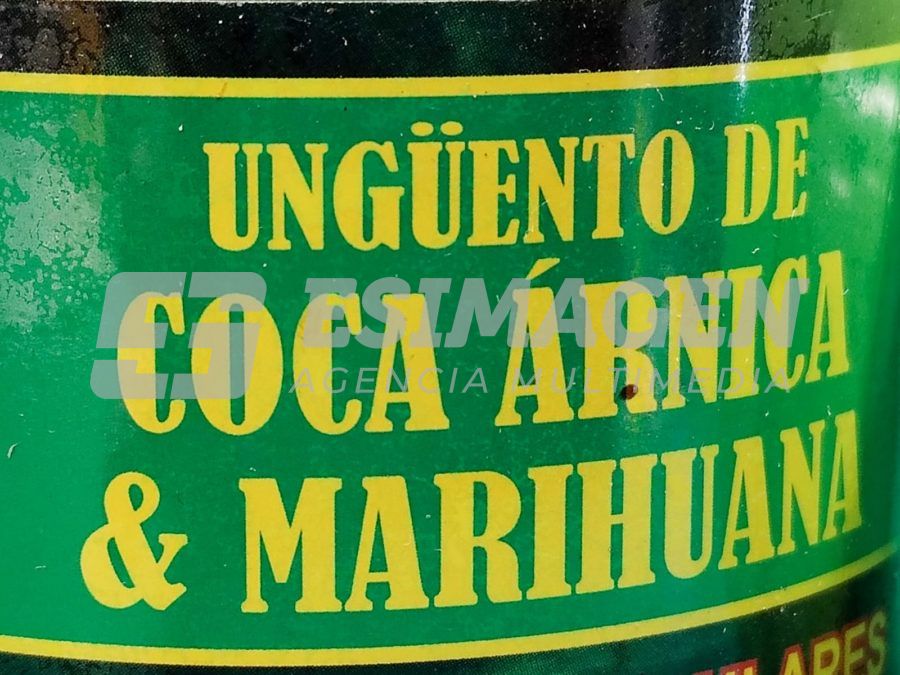 UNGÜENTO DE
COCA ÁRNICA
& MARIHUANA
ESIMAGEN
AGENCIA MULTIMEDIA